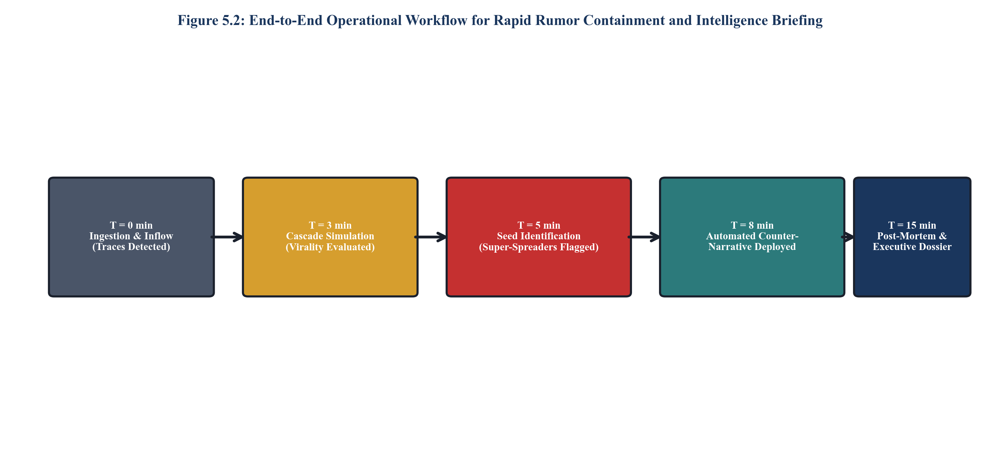 Figure 5.2: End-to-End Operational Workflow for Rapid Rumor Containment and Intelligence Briefing
T = 0 min
Ingestion & Inflow
(Traces Detected)
T = 3 min
Cascade Simulation
(Virality Evaluated)
T = 5 min
Seed Identification
(Super-Spreaders Flagged)
T = 8 min
Automated Counter-
Narrative Deployed
T = 15 min
Post-Mortem &
Executive Dossier